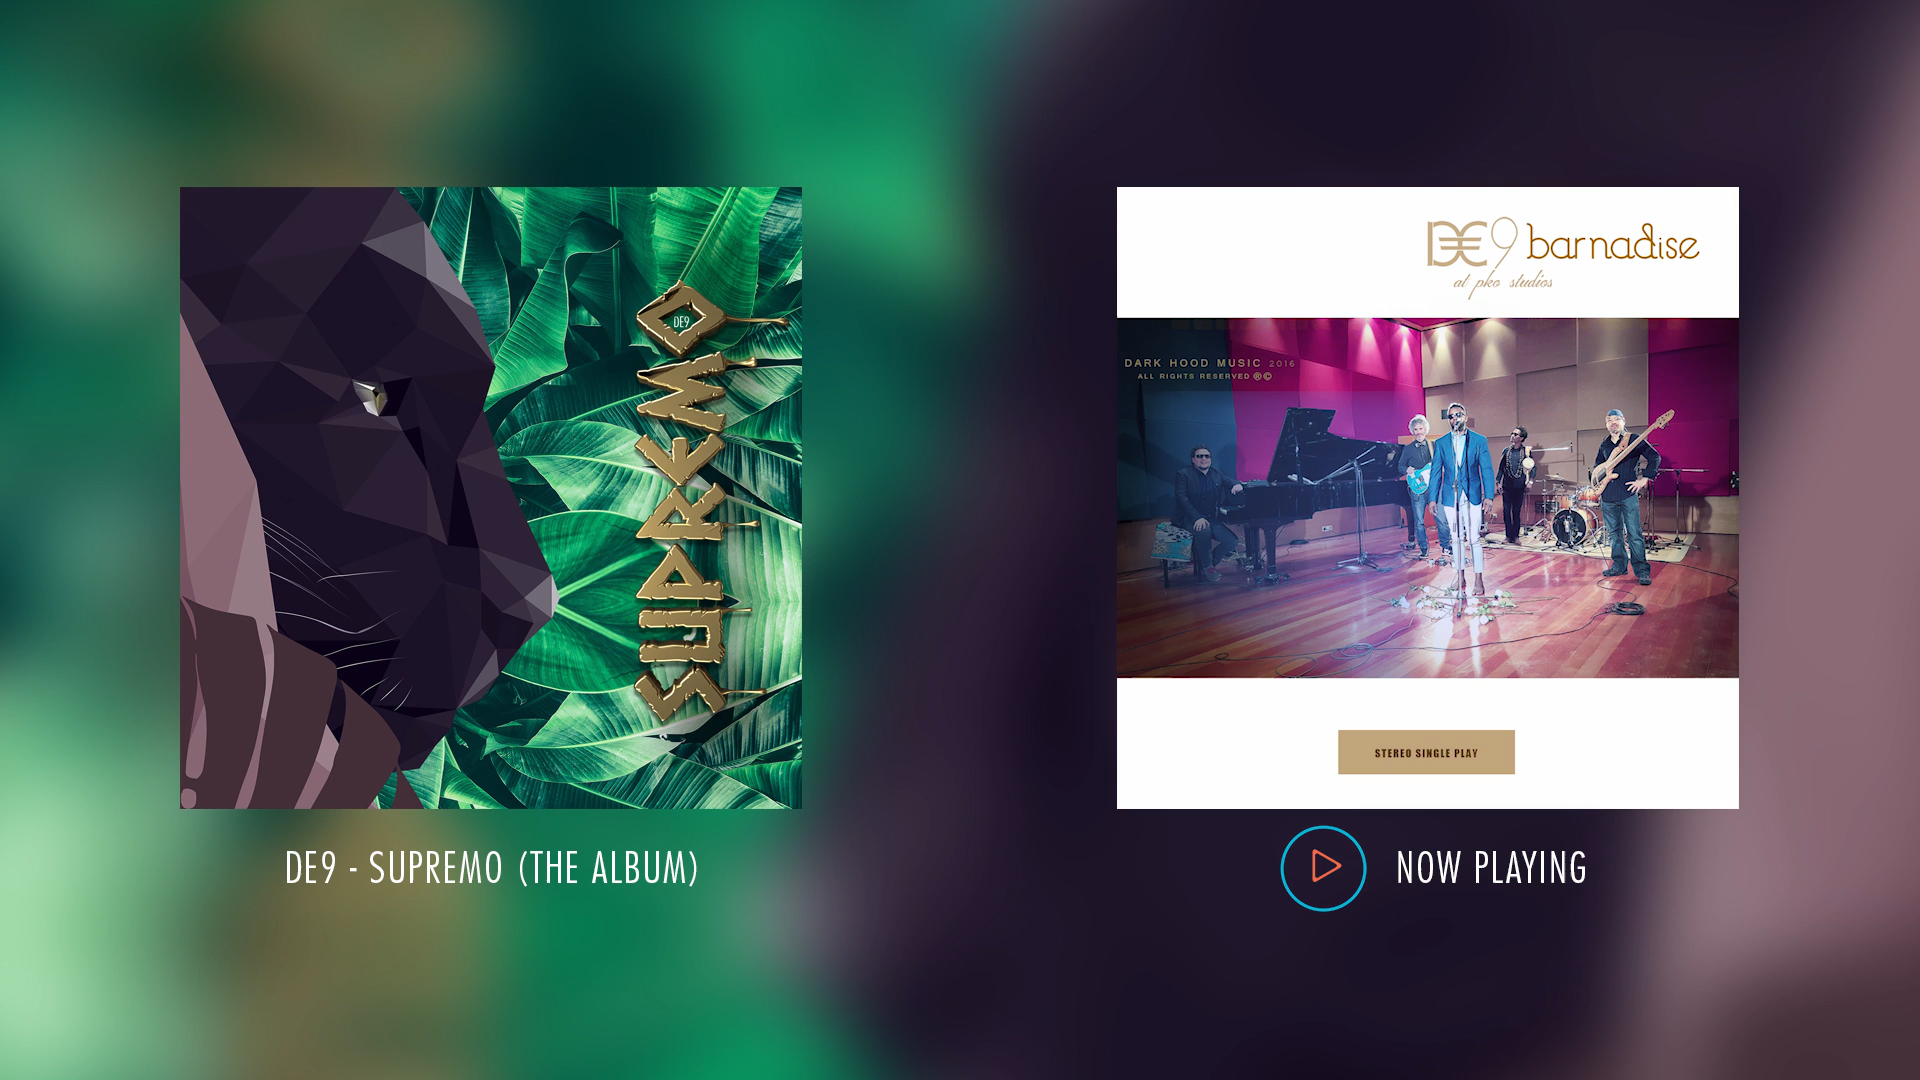 DE9
SUPREMO
DE9 - SUPREMO (THE ALBUM)
DE9 barnadise
at pko studios
DARK HOOD MUSIC 2016
ALL RIGHTS RESERVED ®©
STEREO SINGLE PLAY
NOW PLAYING